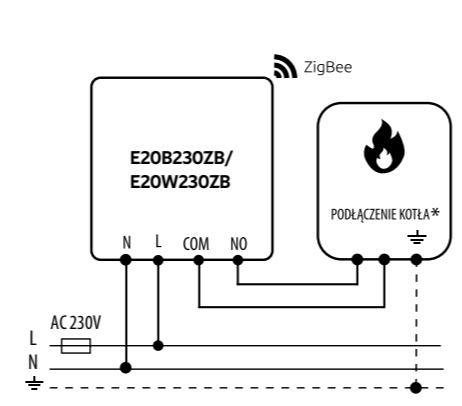 ZigBee
E20B230ZB/
E20W230ZB
PODŁĄCZENIE KOTŁA*
N L COM NO
AC 230V
L
N